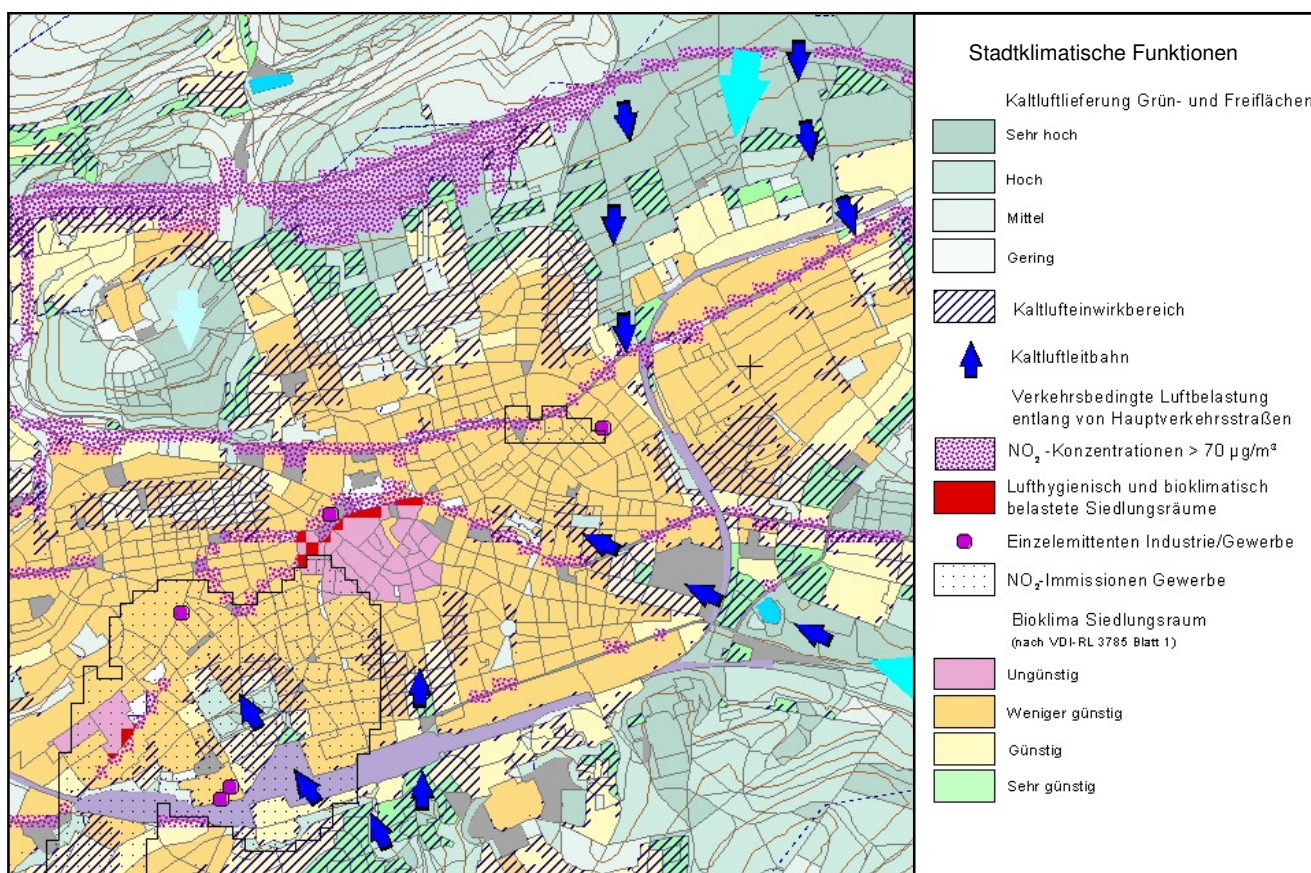 Stadtklimatische Funktionen
Kaltluftlieferung Grün- und Freiflächen
Sehr hoch
Hoch
Mittel
Gering
Kaltlufteinwirkbereich
Kaltluftleitbahn
Verkehrsbedingte Luftbelastung
entlang von Hauptverkehrsstraßen
NO₂ -Konzentrationen > 70 µg/m³
Lufthygienisch und bioklimatisch
belastete Siedlungsräume
Einzelemittenten Industrie/Gewerbe
NO₂-Immissionen Gewerbe
Bioklima Siedlungsraum
(nach VDI-RL 3785 Blatt 1)
Ungünstig
Weniger günstig
Günstig
Sehr günstig